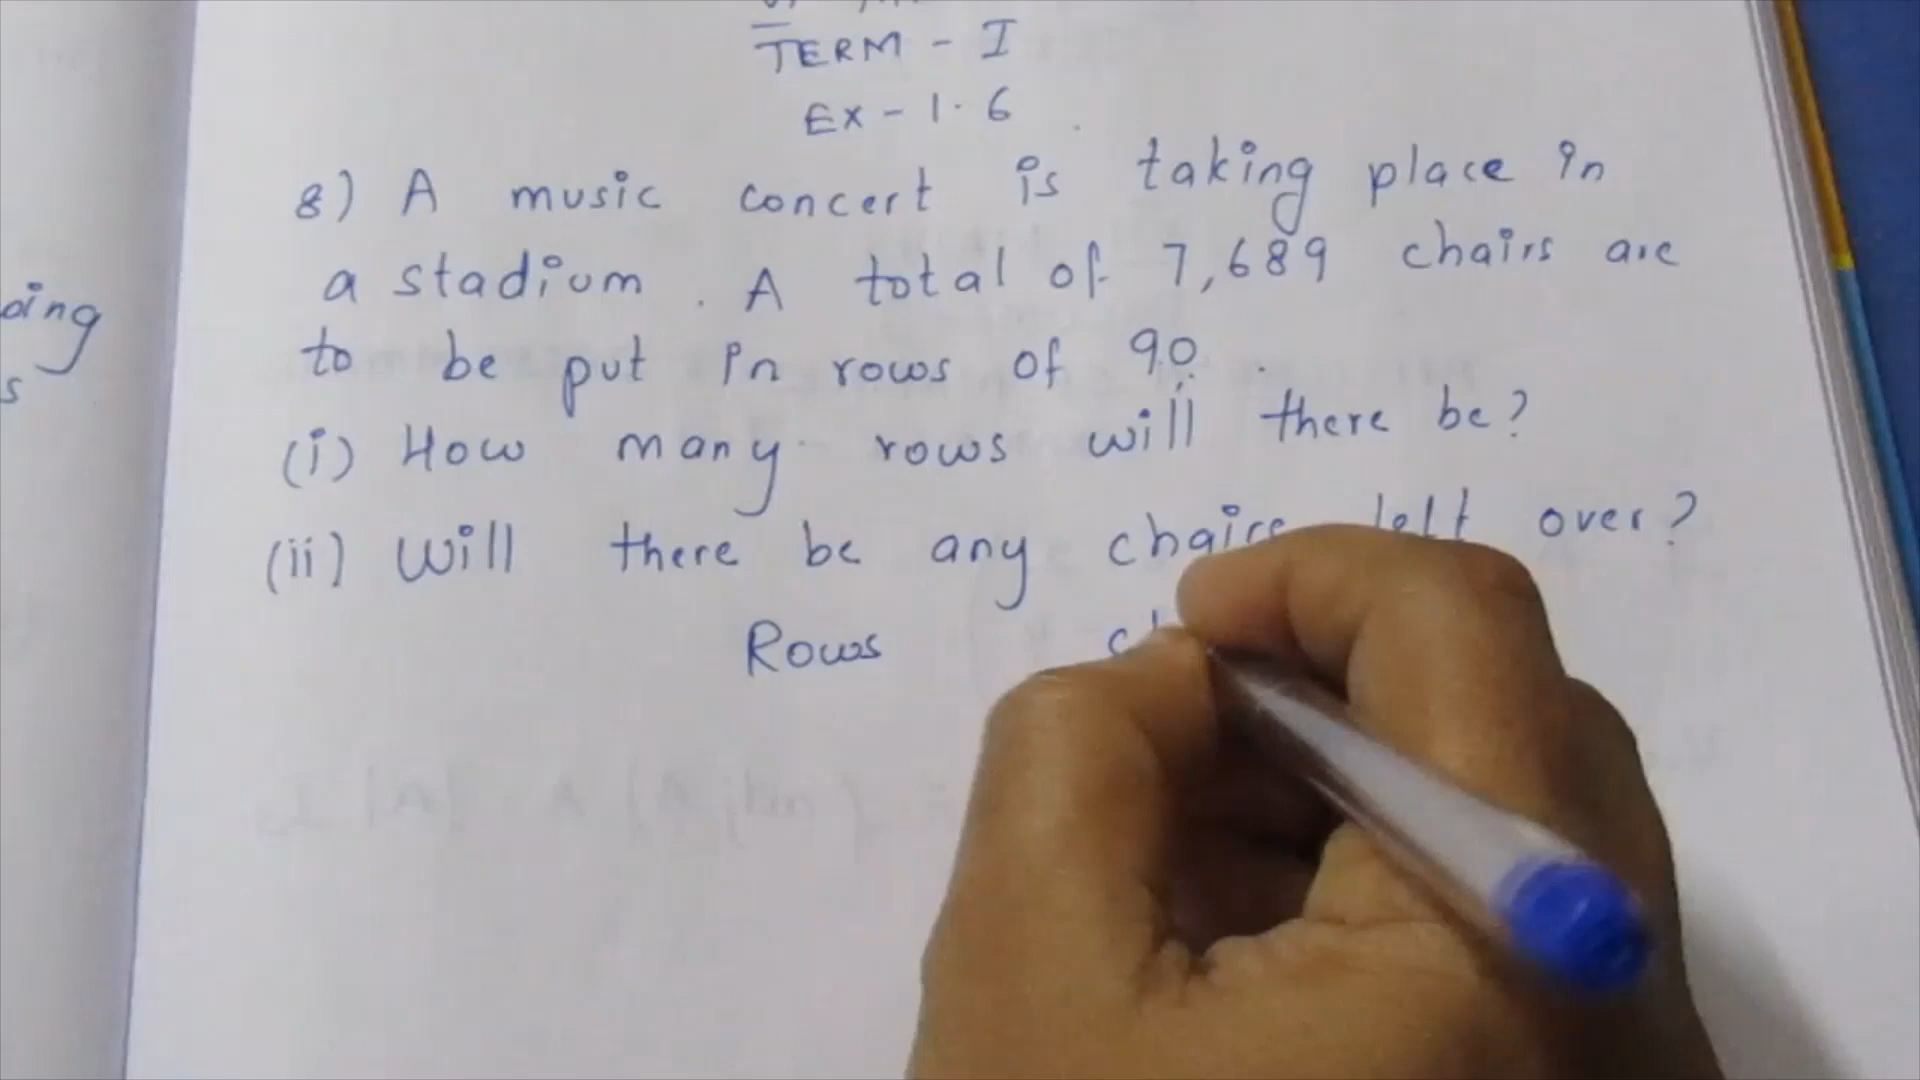 TERM - I
Ex - 1.6
8) A music concert is taking place in
a stadium. A total of 7,689 chairs are
to be put in rows of 90.
(i) How many rows will there be?
(ii) Will there be any chairs left over?
Rows